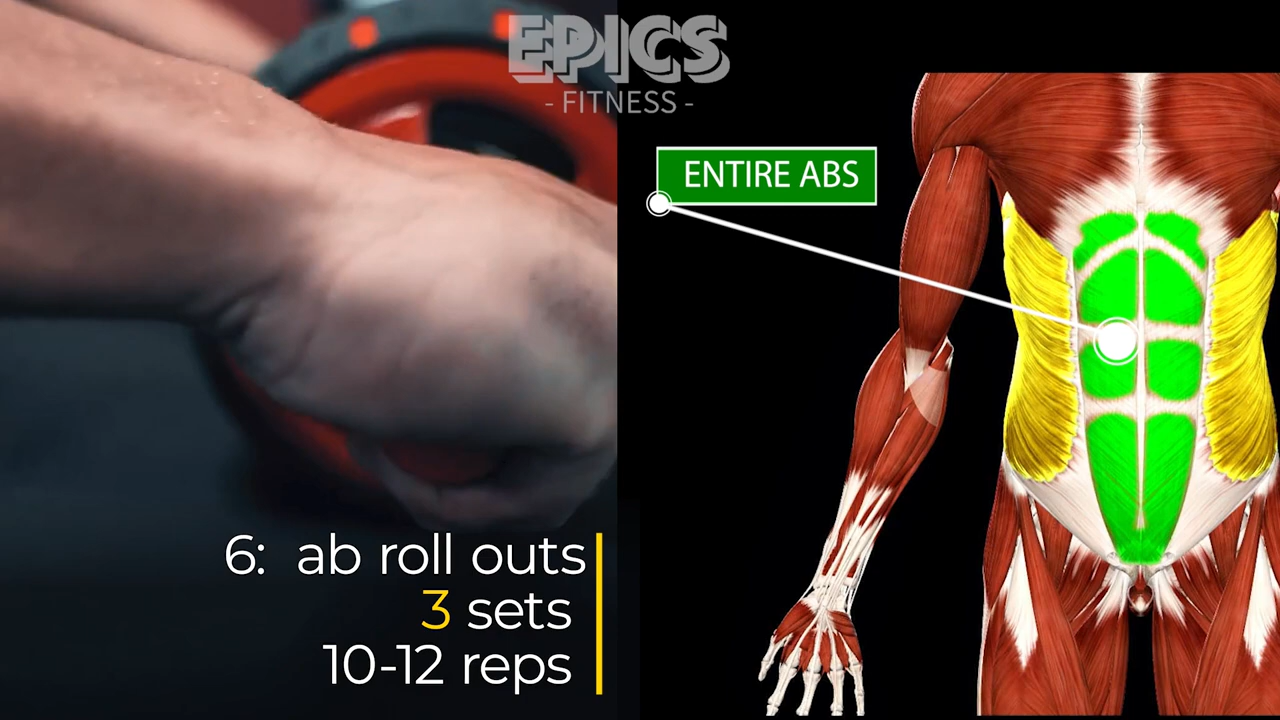 EPICS
- FITNESS -
ENTIRE ABS
6: ab roll outs
3 sets
10-12 reps